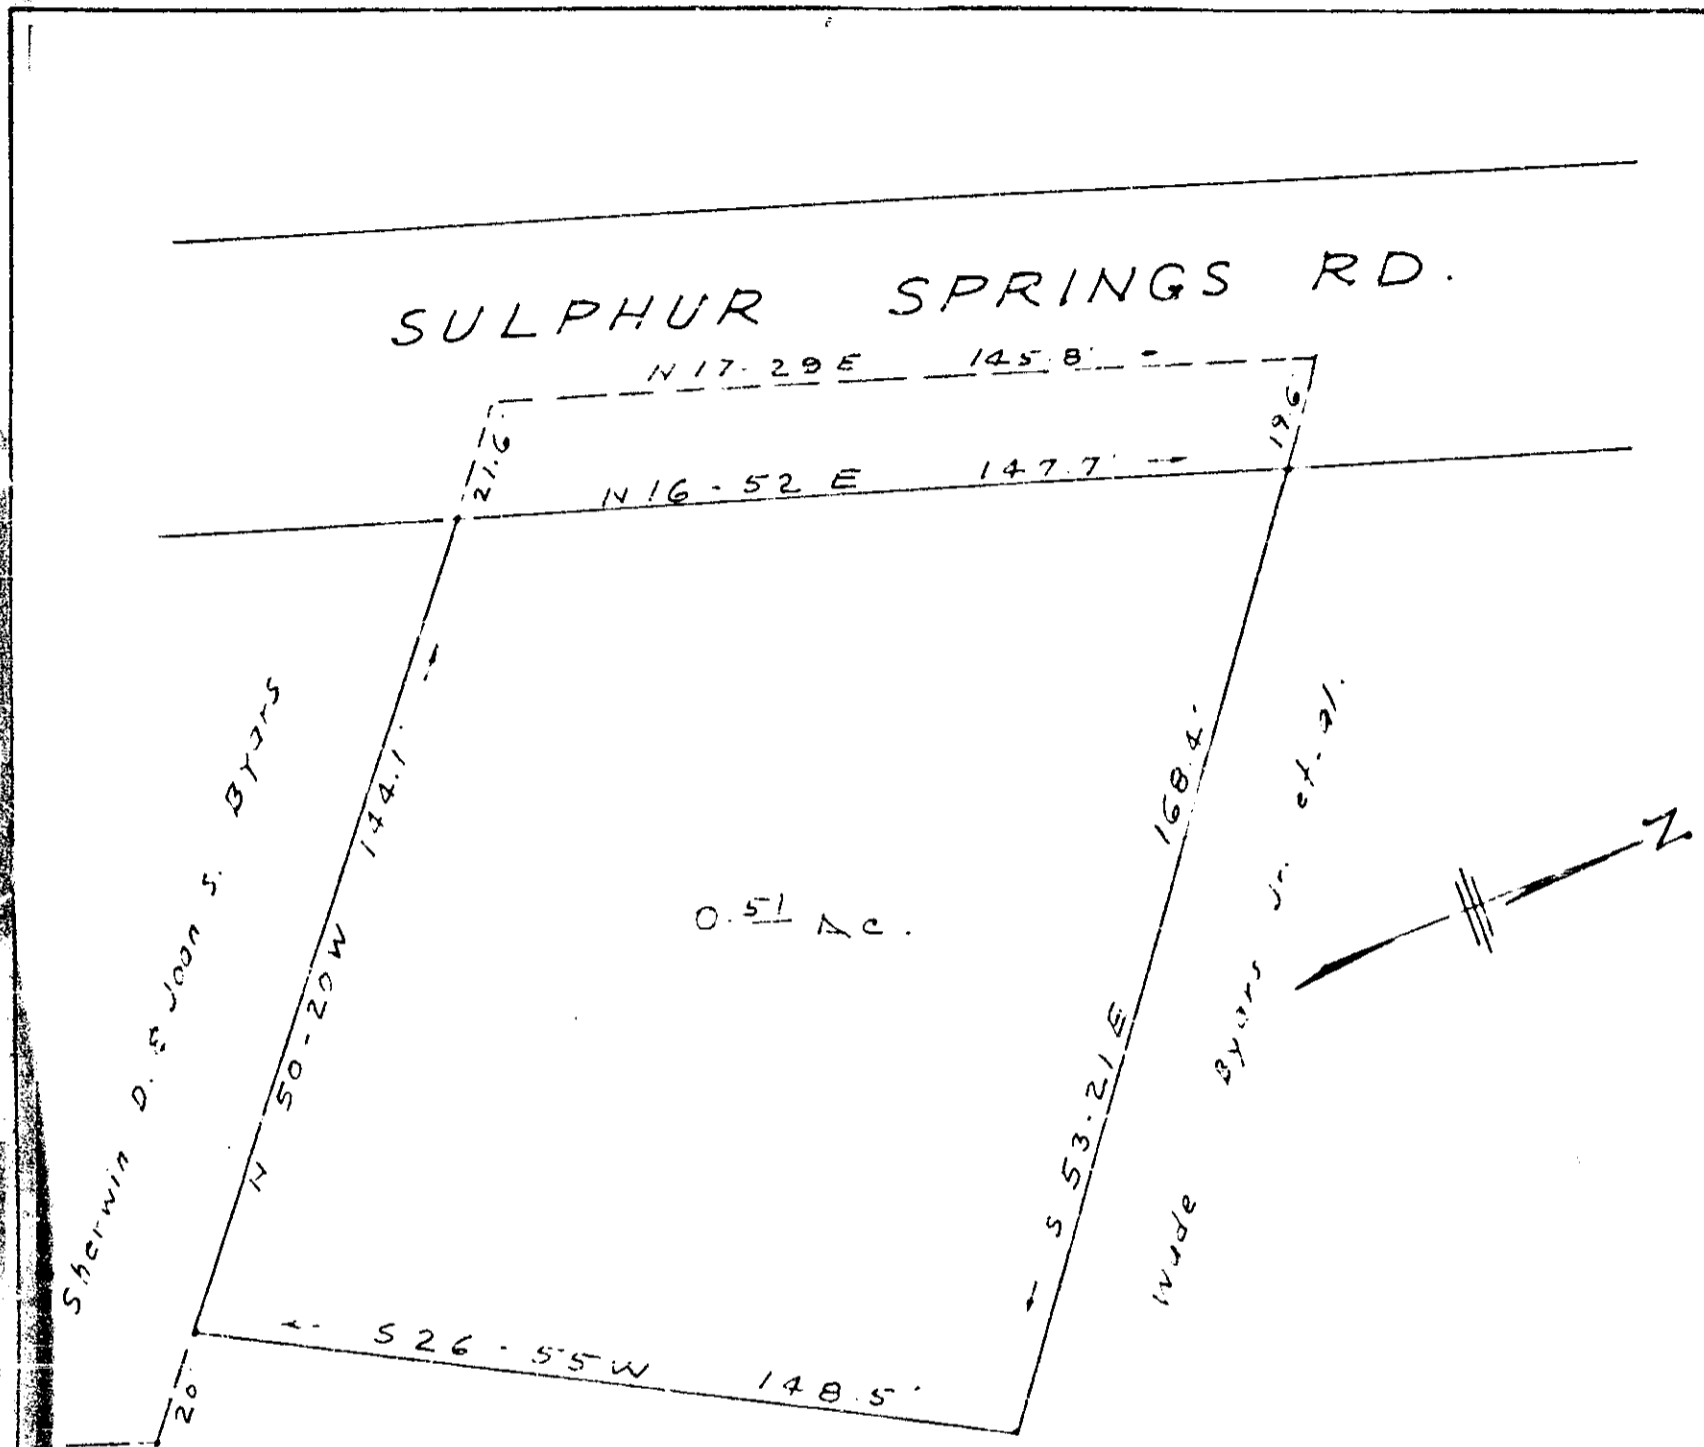 SULPHUR SPRINGS RD.
N 17-29 E 145.8'
21.6'
19.6'
N 16-52 E 147.7'
Sherwin D. & Joan S. Byars
N 50-20 W 144.1'
168.4'
S 53-21 E
Wade Byars Jr. et. al.
0.51 Ac.
N
S 26-55 W 148.5'
20'